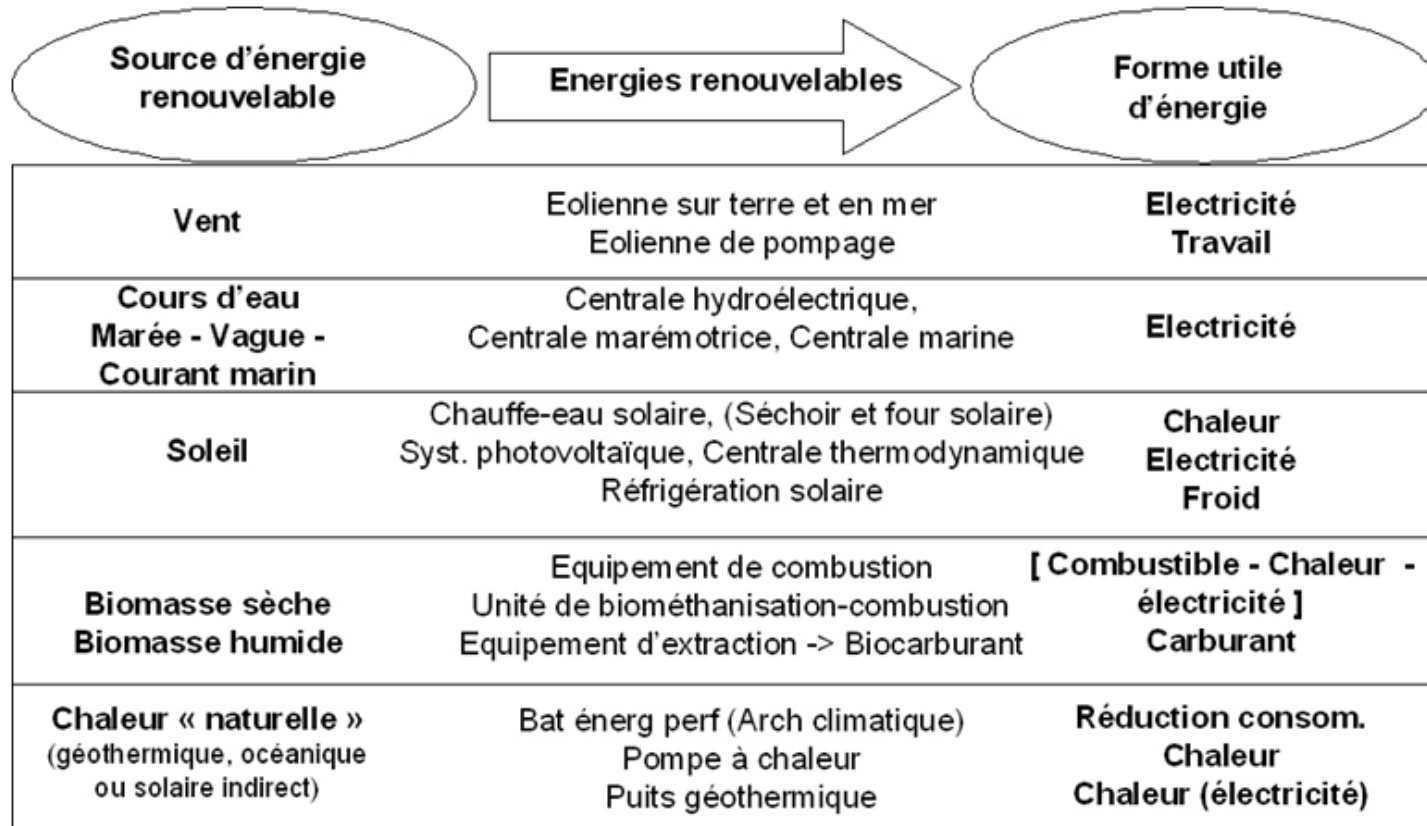 Source d'énergie
renouvelable
Energies renouvelables
Forme utile
d'énergie
Vent
Eolienne sur terre et en mer
Eolienne de pompage
Electricité
Travail
Cours d'eau
Marée - Vague -
Courant marin
Centrale hydroélectrique,
Centrale marémotrice, Centrale marine
Electricité
Soleil
Chauffe-eau solaire, (Séchoir et four solaire)
Syst. photovoltaïque, Centrale thermodynamique
Réfrigération solaire
Chaleur
Electricité
Froid
Biomasse sèche
Biomasse humide
Equipement de combustion
Unité de biométhanisation-combustion
Equipement d'extraction -> Biocarburant
[ Combustible - Chaleur -
électricité ]
Carburant
Chaleur « naturelle »
(géothermique, océanique
ou solaire indirect)
Bat énerg perf (Arch climatique)
Pompe à chaleur
Puits géothermique
Réduction consom.
Chaleur
Chaleur (électricité)